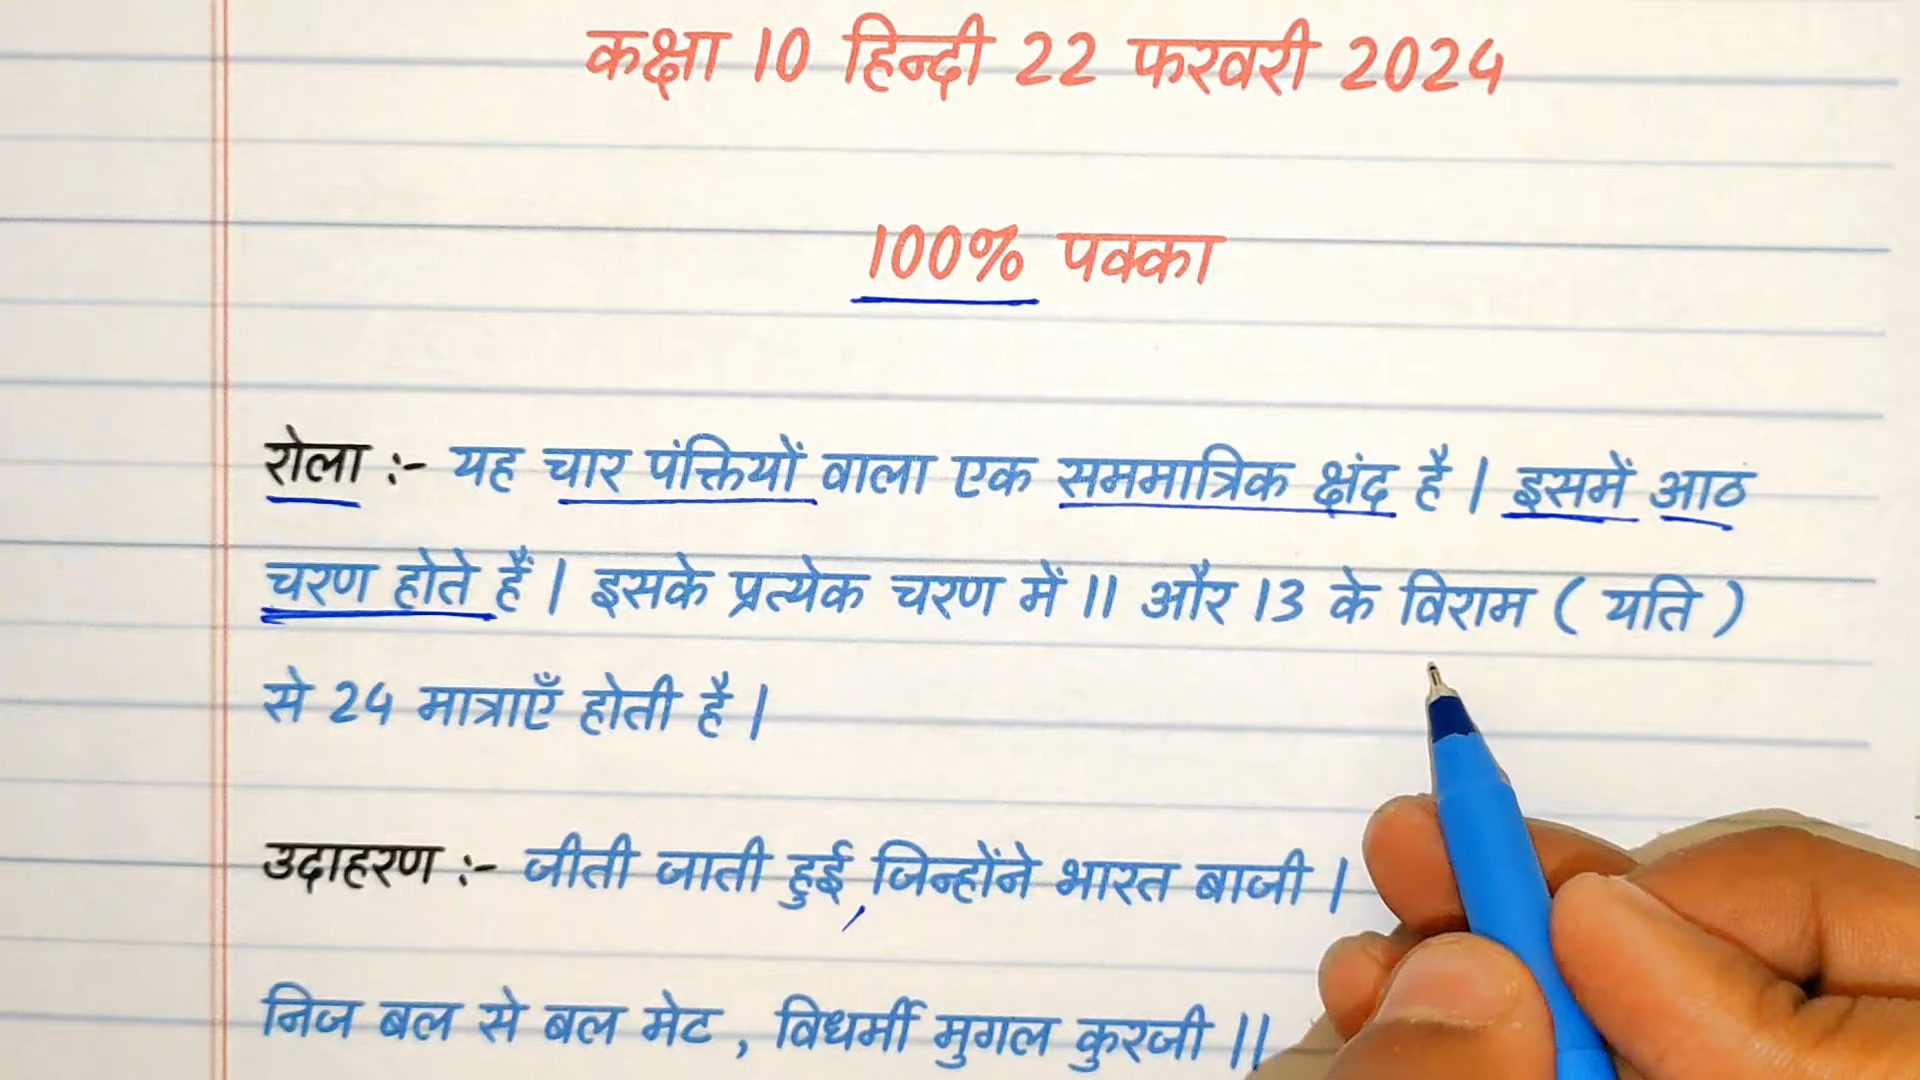 कक्षा 10 हिन्दी 22 फरवरी 2024
100% पक्का
रोला :- यह चार पंक्तियों वाला एक सममात्रिक क्षंद है । इसमें आठ
चरण होते हैं । इसके प्रत्येक चरण में 11 और 13 के विराम ( यति )
से 24 मात्राएँ होती है ।
उदाहरण :- जीती जाती हुई, जिन्होंने भारत बाजी ।
निज बल से बल मेट , विधर्मी मुगल कुरजी ॥